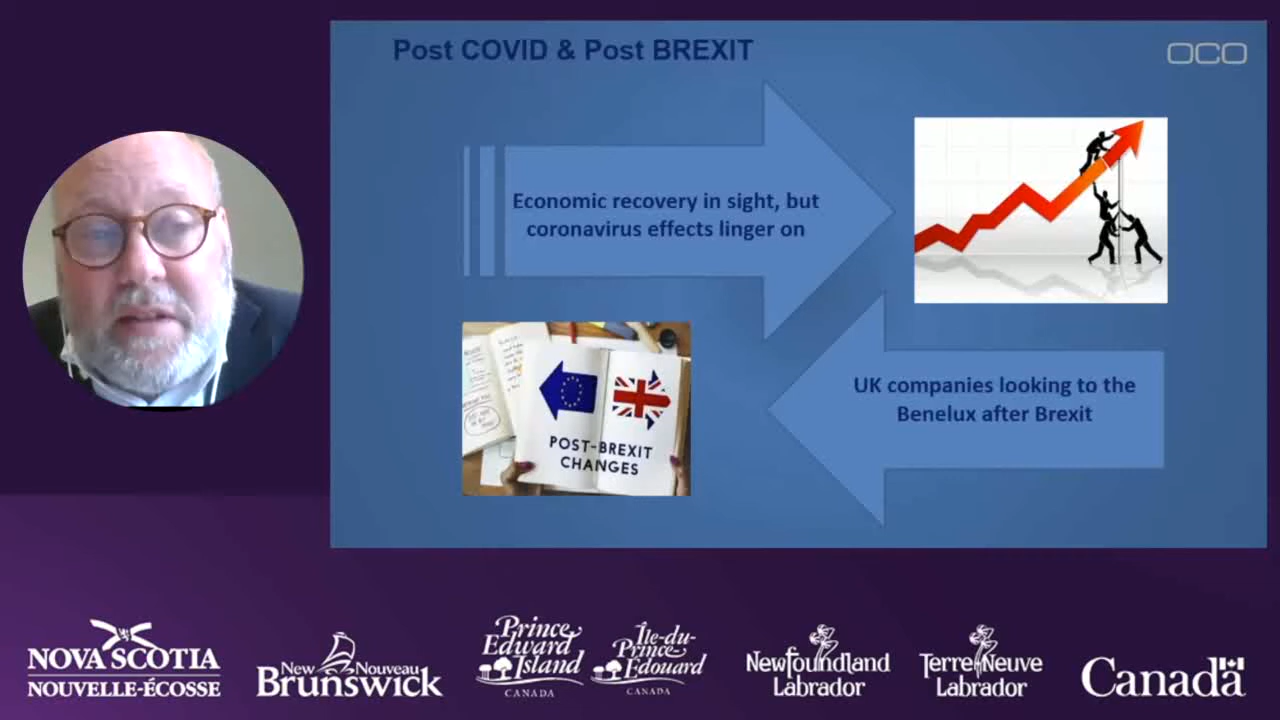 Post COVID & Post BREXIT
OCO
Economic recovery in sight, but
coronavirus effects linger on
POST-BREXIT
CHANGES
UK companies looking to the
Benelux after Brexit
NOVA SCOTIA
NOUVELLE-ÉCOSSE
New Nouveau
Brunswick
Prince
Edward
Island
CANADA
Île-du-
Prince
Édouard
CANADA
Newfoundland
Labrador
Terre Neuve
Labrador
Canada